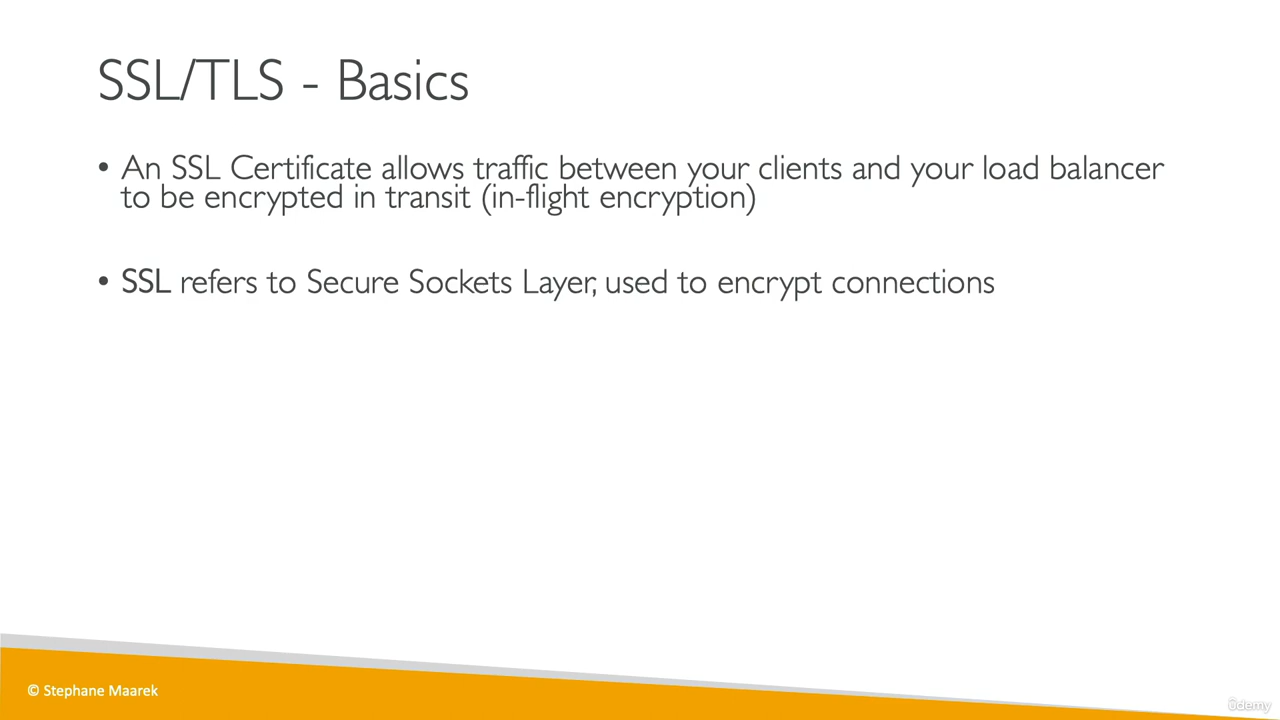 SSL/TLS - Basics
• An SSL Certificate allows traffic between your clients and your load balancer
to be encrypted in transit (in-flight encryption)
• SSL refers to Secure Sockets Layer, used to encrypt connections
© Stephane Maarek
ûdemy